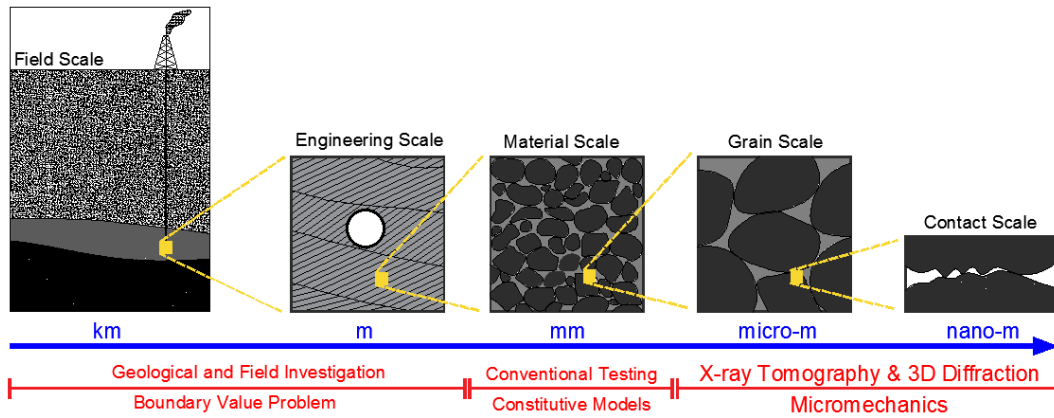 Field Scale
Engineering Scale
Material Scale
Grain Scale
Contact Scale
km
m
mm
micro-m
nano-m
Geological and Field Investigation
Conventional Testing
X-ray Tomography & 3D Diffraction
Boundary Value Problem
Constitutive Models
Micromechanics